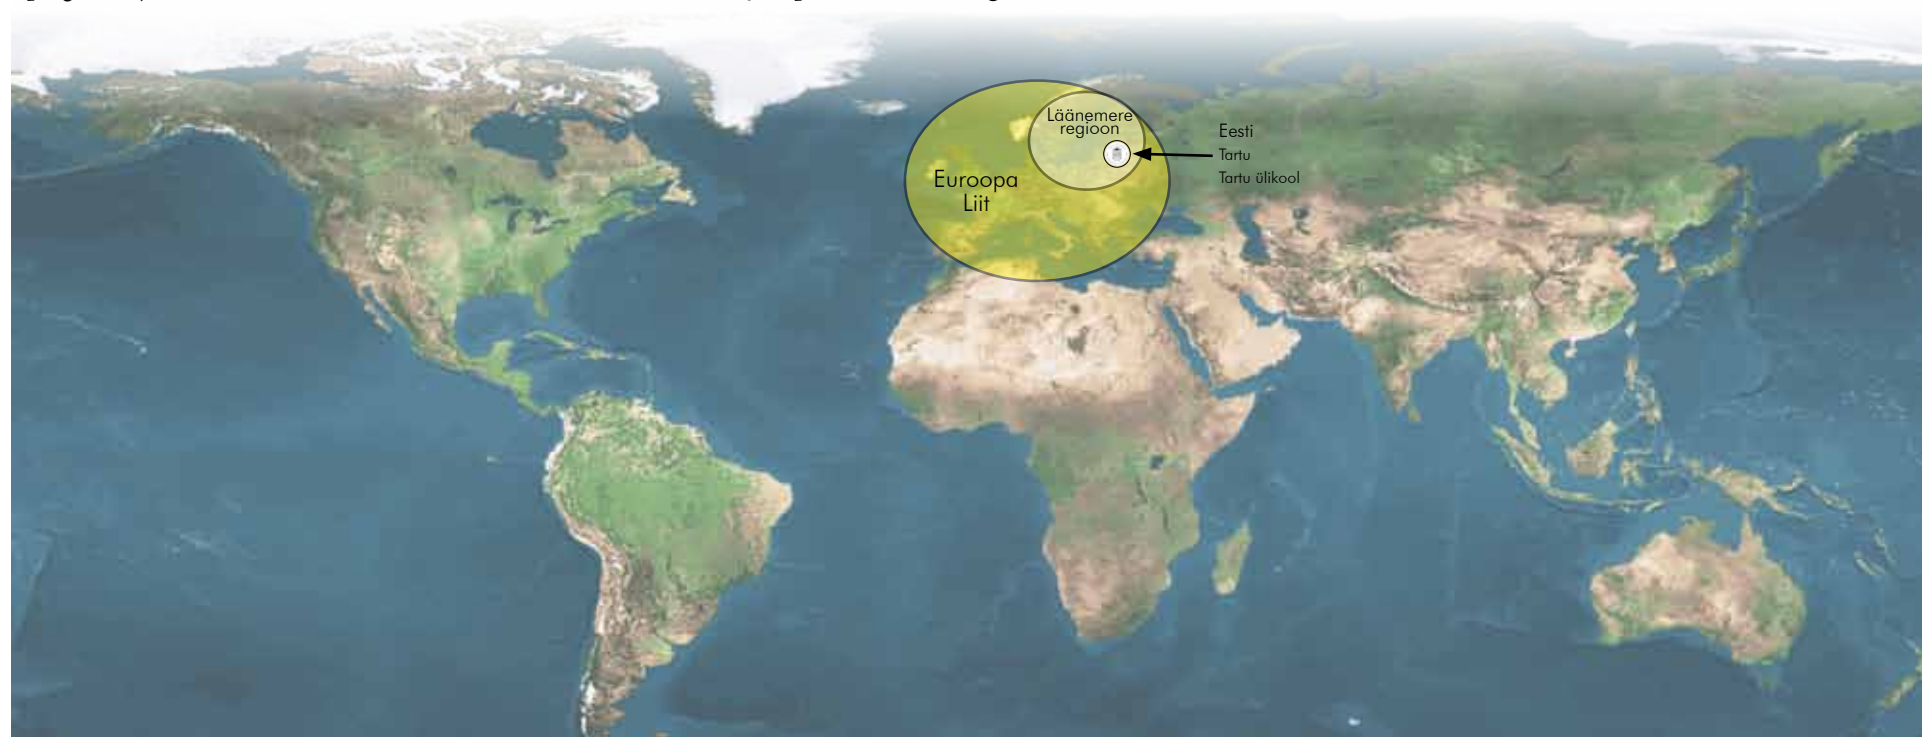 Läänemere
regioon
Euroopa
Liit
Eesti
Tartu
Tartu ülikool